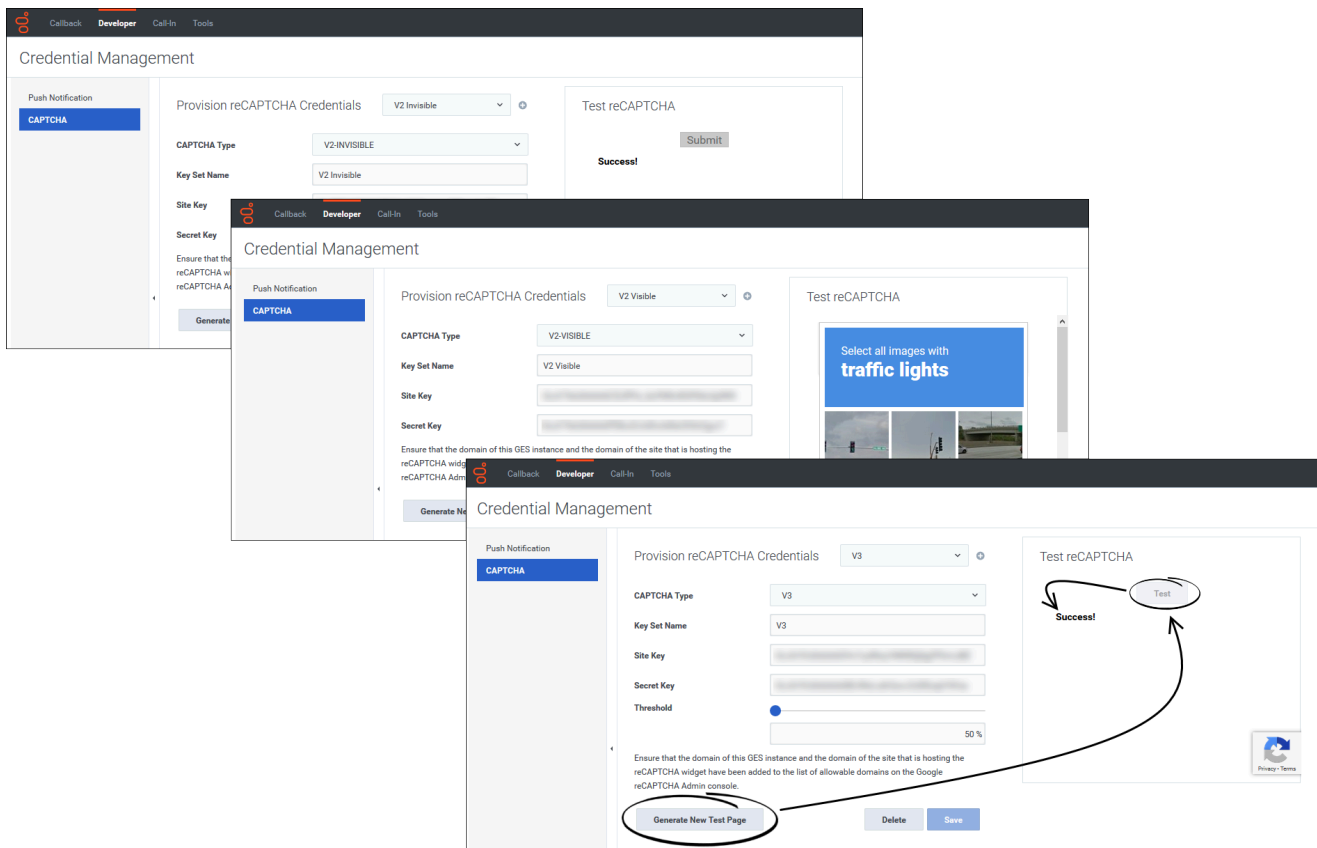 Callback Developer Call-In Tools
Credential Management
Push Notification
CAPTCHA
Provision reCAPTCHA Credentials V2 Invisible
CAPTCHA Type V2-INVISIBLE
Key Set Name V2 Invisible
Site Key
Secret Key
Ensure that the
reCAPTCHA
reCAPTCHA
Generate
Test reCAPTCHA
Submit
Success!
Callback Developer Call-In Tools
Credential Management
Push Notification
CAPTCHA
Provision reCAPTCHA Credentials V2 Visible
CAPTCHA Type V2-VISIBLE
Key Set Name V2 Visible
Site Key
Secret Key
Ensure that the domain of this GES instance and the domain of the site that is hosting the
reCAPTCHA
reCAPTCHA
Generate
Test reCAPTCHA
Select all images with
traffic lights
Callback Developer Call-In Tools
Credential Management
Push Notification
CAPTCHA
Provision reCAPTCHA Credentials V3
CAPTCHA Type V3
Key Set Name V3
Site Key
Secret Key
Threshold
50 %
Ensure that the domain of this GES instance and the domain of the site that is hosting the
reCAPTCHA widget have been added to the list of allowable domains on the Google
reCAPTCHA Admin console.
Generate New Test Page Delete Save
Test reCAPTCHA
Test
Success!
Privacy - Terms